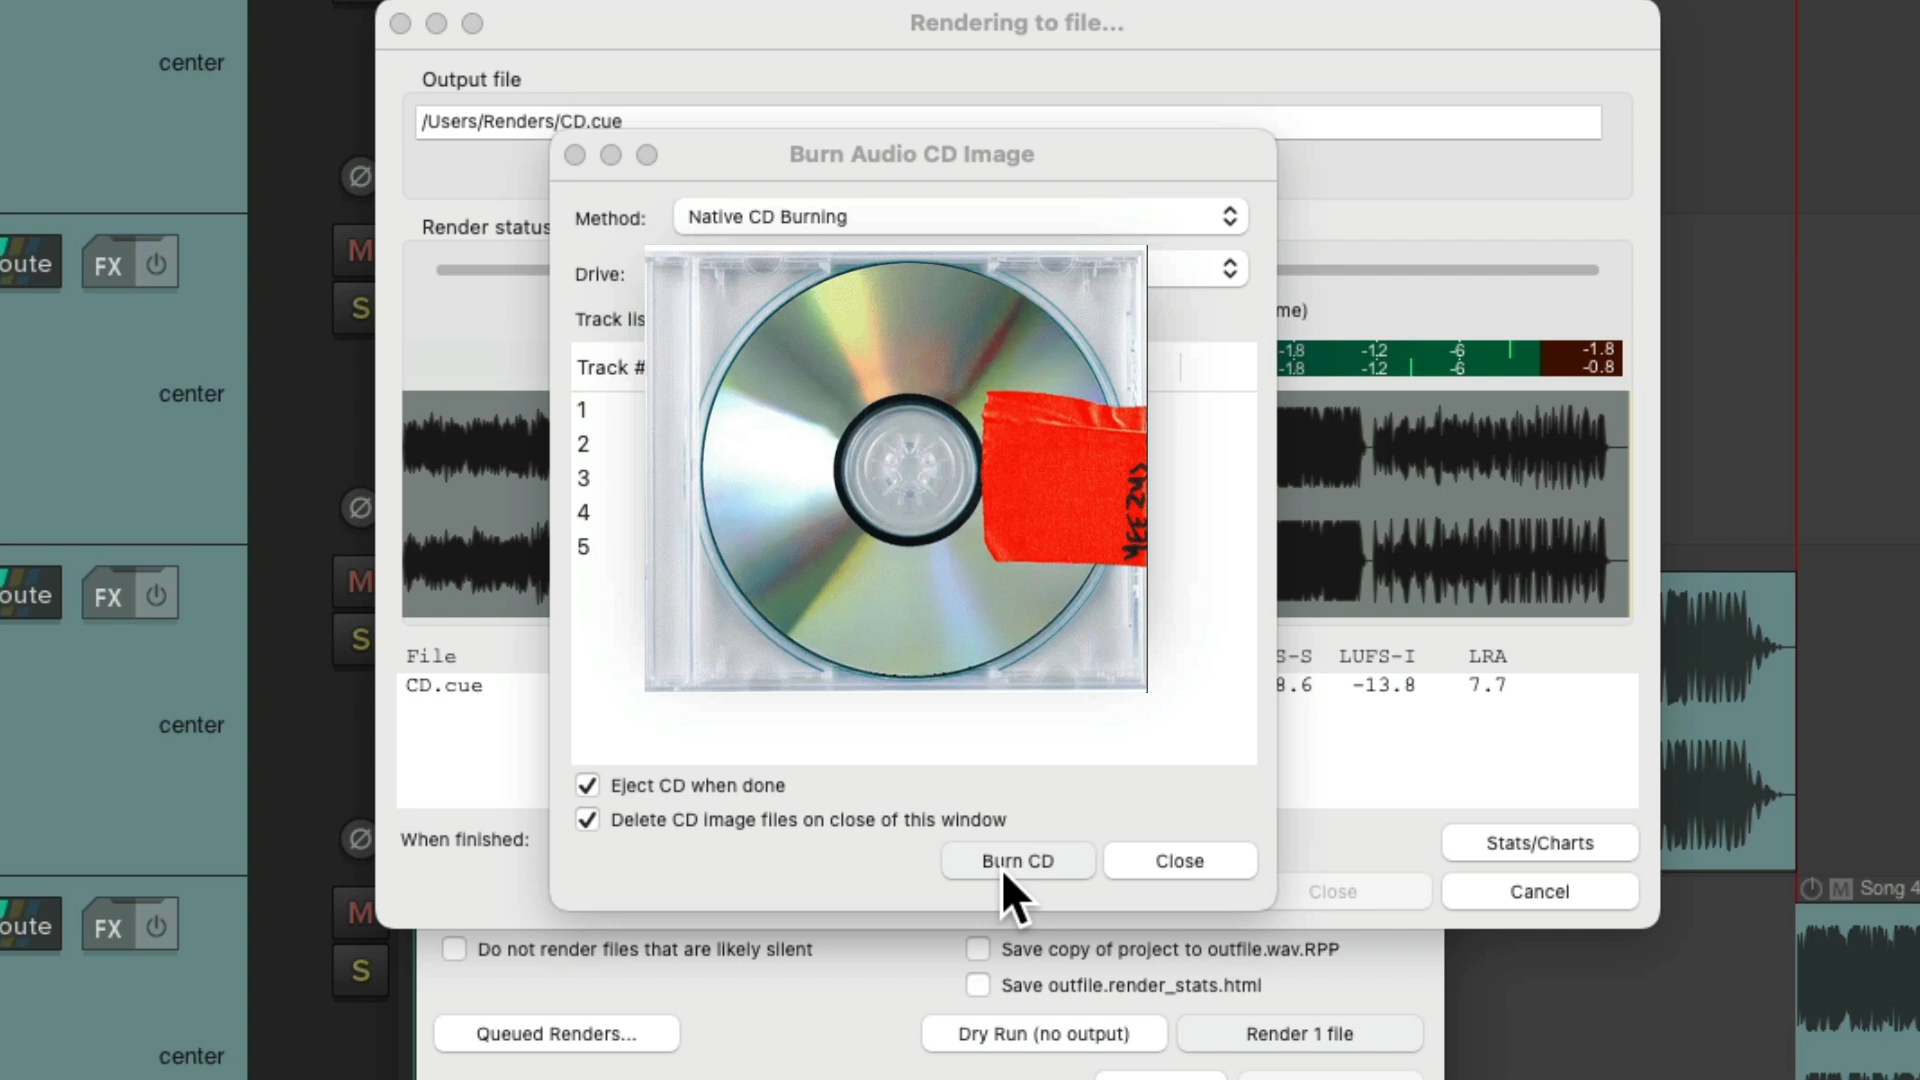 center
Rendering to file...
Output file
/Users/Renders/CD.cue
Burn Audio CD Image
Method:
Native CD Burning
Render status
Drive:
Track lis
me)
Track #
1
2
3
4
5
-18 -12 -6 -1.8
-18 -12 -6 -0.8
oute
FX
M
S
center
oute
FX
M
S
File
S-S LUFS-I LRA
CD.cue
8.6 -13.8 7.7
center
Eject CD when done
Delete CD image files on close of this window
When finished:
Burn CD
Close
Stats/Charts
Close
Cancel
M Song 4
oute
FX
M
S
Do not render files that are likely silent
Save copy of project to outfile.wav.RPP
Save outfile.render_stats.html
Queued Renders...
Dry Run (no output)
Render 1 file
center